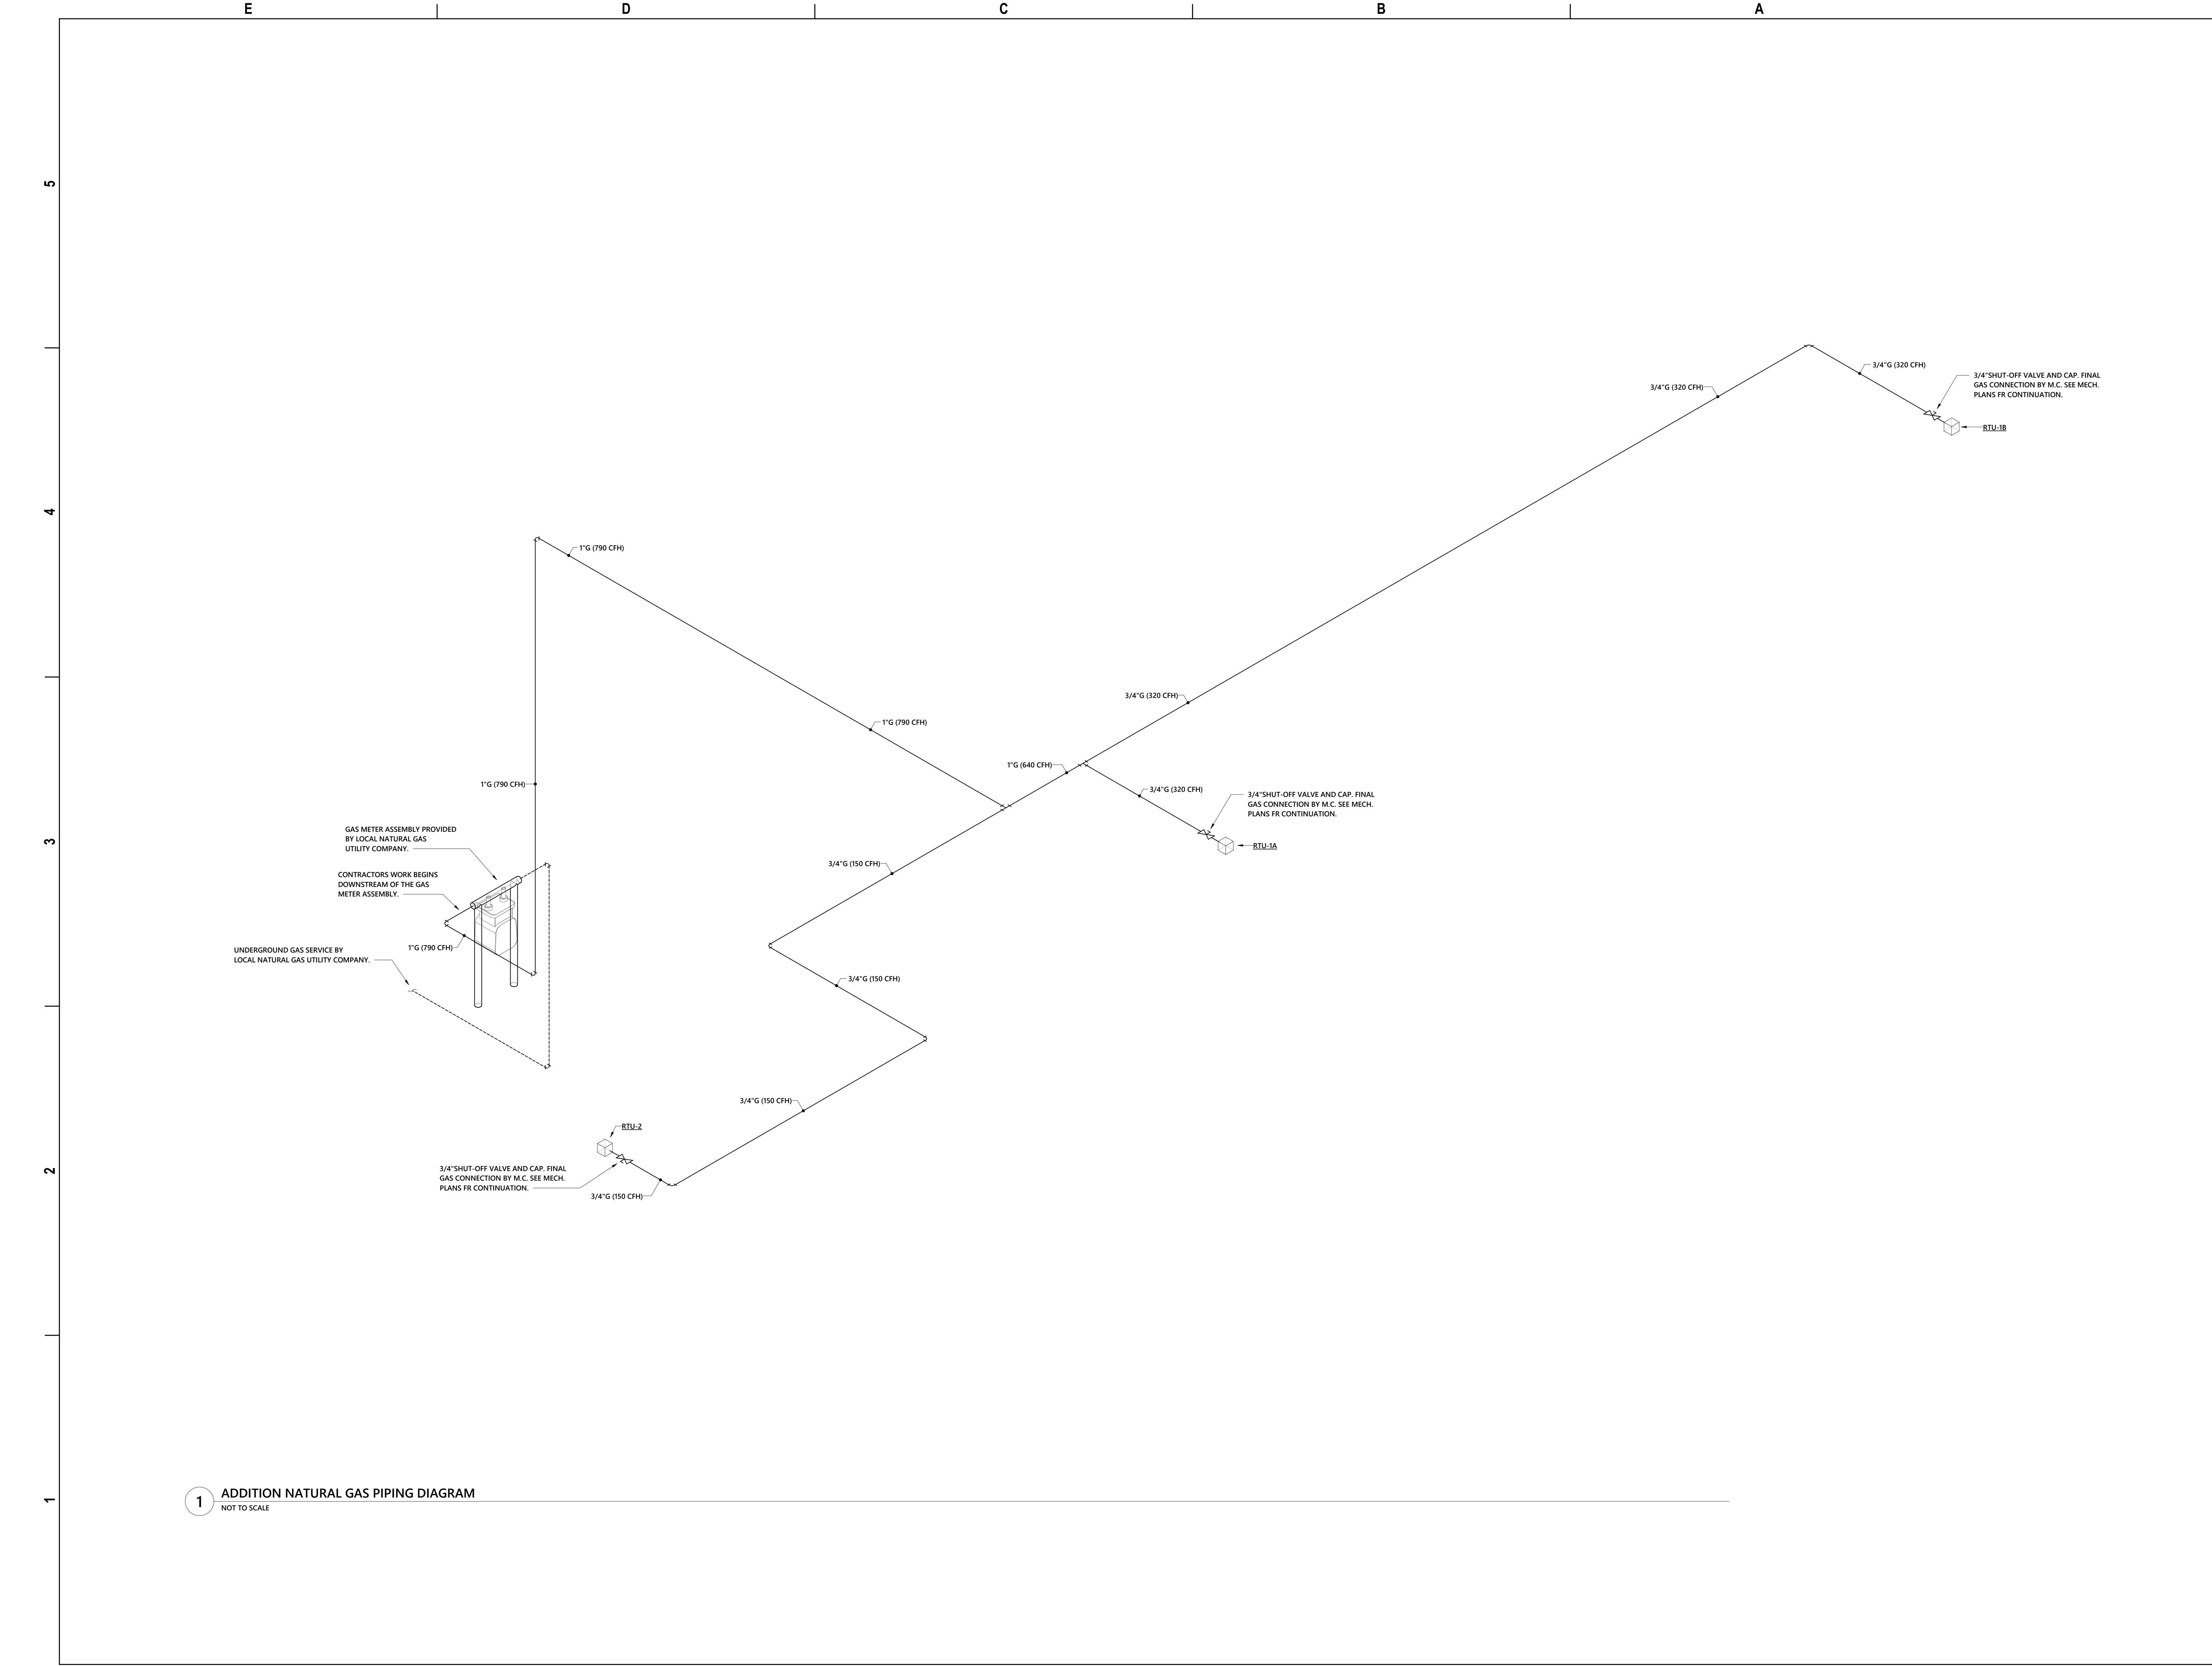 E
D
C
B
A
5
4
3
2
1
3/4"G (320 CFH)
3/4"SHUT-OFF VALVE AND CAP. FINAL
GAS CONNECTION BY M.C. SEE MECH.
PLANS FR CONTINUATION.
3/4"G (320 CFH)
RTU-1B
1"G (790 CFH)
3/4"G (320 CFH)
1"G (790 CFH)
1"G (640 CFH)
1"G (790 CFH)
3/4"G (320 CFH)
3/4"SHUT-OFF VALVE AND CAP. FINAL
GAS CONNECTION BY M.C. SEE MECH.
PLANS FR CONTINUATION.
RTU-1A
GAS METER ASSEMBLY PROVIDED
BY LOCAL NATURAL GAS
UTILITY COMPANY.
3/4"G (150 CFH)
CONTRACTORS WORK BEGINS
DOWNSTREAM OF THE GAS
METER ASSEMBLY.
1"G (790 CFH)
UNDERGROUND GAS SERVICE BY
LOCAL NATURAL GAS UTILITY COMPANY.
3/4"G (150 CFH)
3/4"G (150 CFH)
RTU-2
3/4"SHUT-OFF VALVE AND CAP. FINAL
GAS CONNECTION BY M.C. SEE MECH.
PLANS FR CONTINUATION.
3/4"G (150 CFH)
1
ADDITION NATURAL GAS PIPING DIAGRAM
NOT TO SCALE